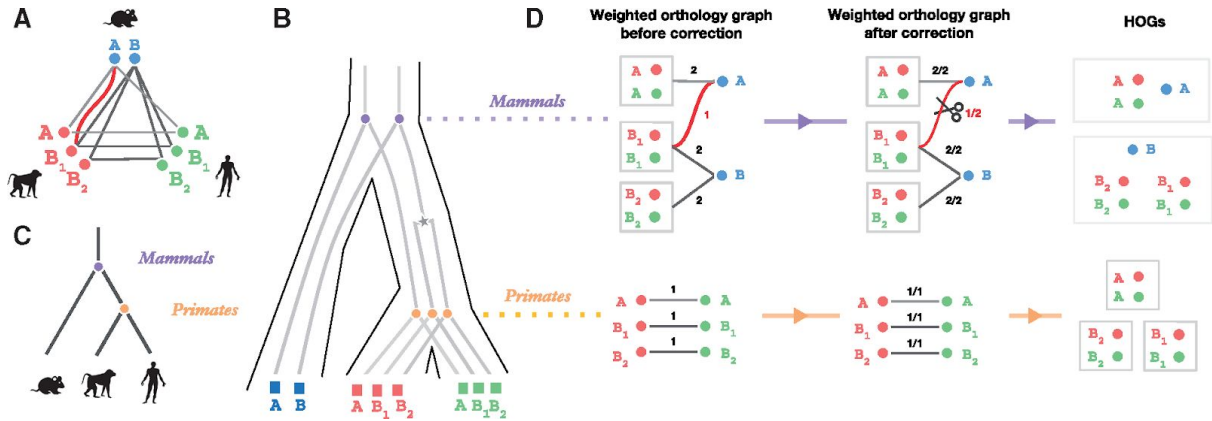 A
A B
A
B₁
B₂
A
B₁
B₂
C
Mammals
Primates
B
Mammals
Primates
A B
A B₁ B₂
A B₁ B₂
D
Weighted orthology graph
before correction
Weighted orthology graph
after correction
HOGs
A
A
2
A
1
B₁
B₁
2
B
B₂
B₂
2
A
A
2/2
A
1/2
B₁
B₁
2/2
B
B₂
B₂
2/2
A
A
A
B
B₂ B₁
B₂ B₁
A 1 A
B₁ 1 B₁
B₂ 1 B₂
A 1/1 A
B₁ 1/1 B₁
B₂ 1/1 B₂
A
A
B₂ B₁
B₂ B₁